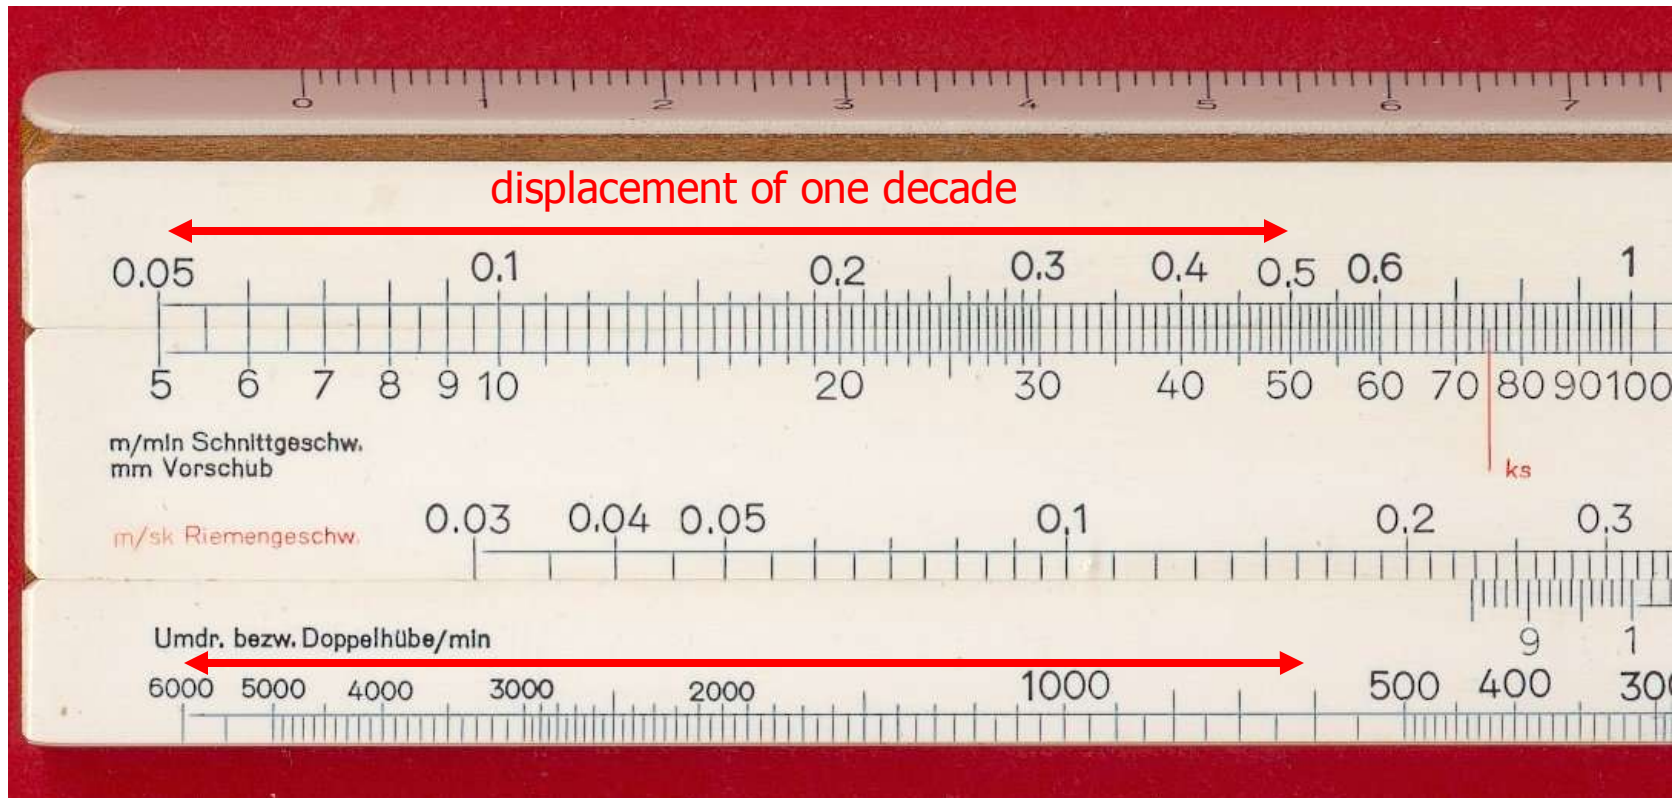 0 1 2 3 4 5 6 7
displacement of one decade
0.05 0.1 0.2 0.3 0.4 0.5 0.6 1
5 6 7 8 9 10 20 30 40 50 60 70 80 90 100
m/min Schnittgeschw.
mm Vorschub
ks
0.03 0.04 0.05 0.1 0.2 0.3
m/sk Riemengeschw.
9 1
Umdr. bezw. Doppelhübe/min
6000 5000 4000 3000 2000 1000 500 400 300